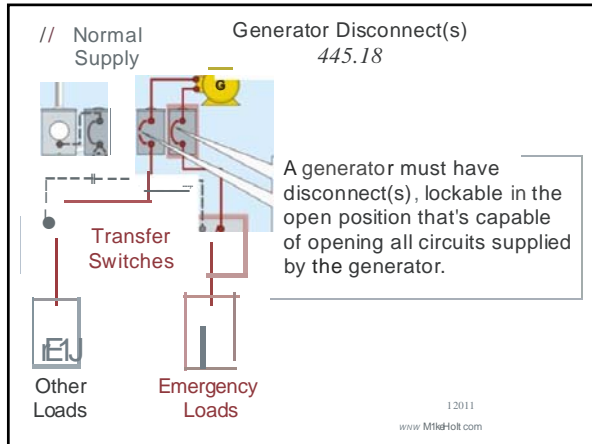 // Normal
Supply
Generator Disconnect(s)
445.18
G
A generator must have
disconnect(s), lockable in the
open position that's capable
of opening all circuits supplied
by the generator.
Transfer
Switches
Other
Loads
Emergency
Loads
12011
www M1keHolt com